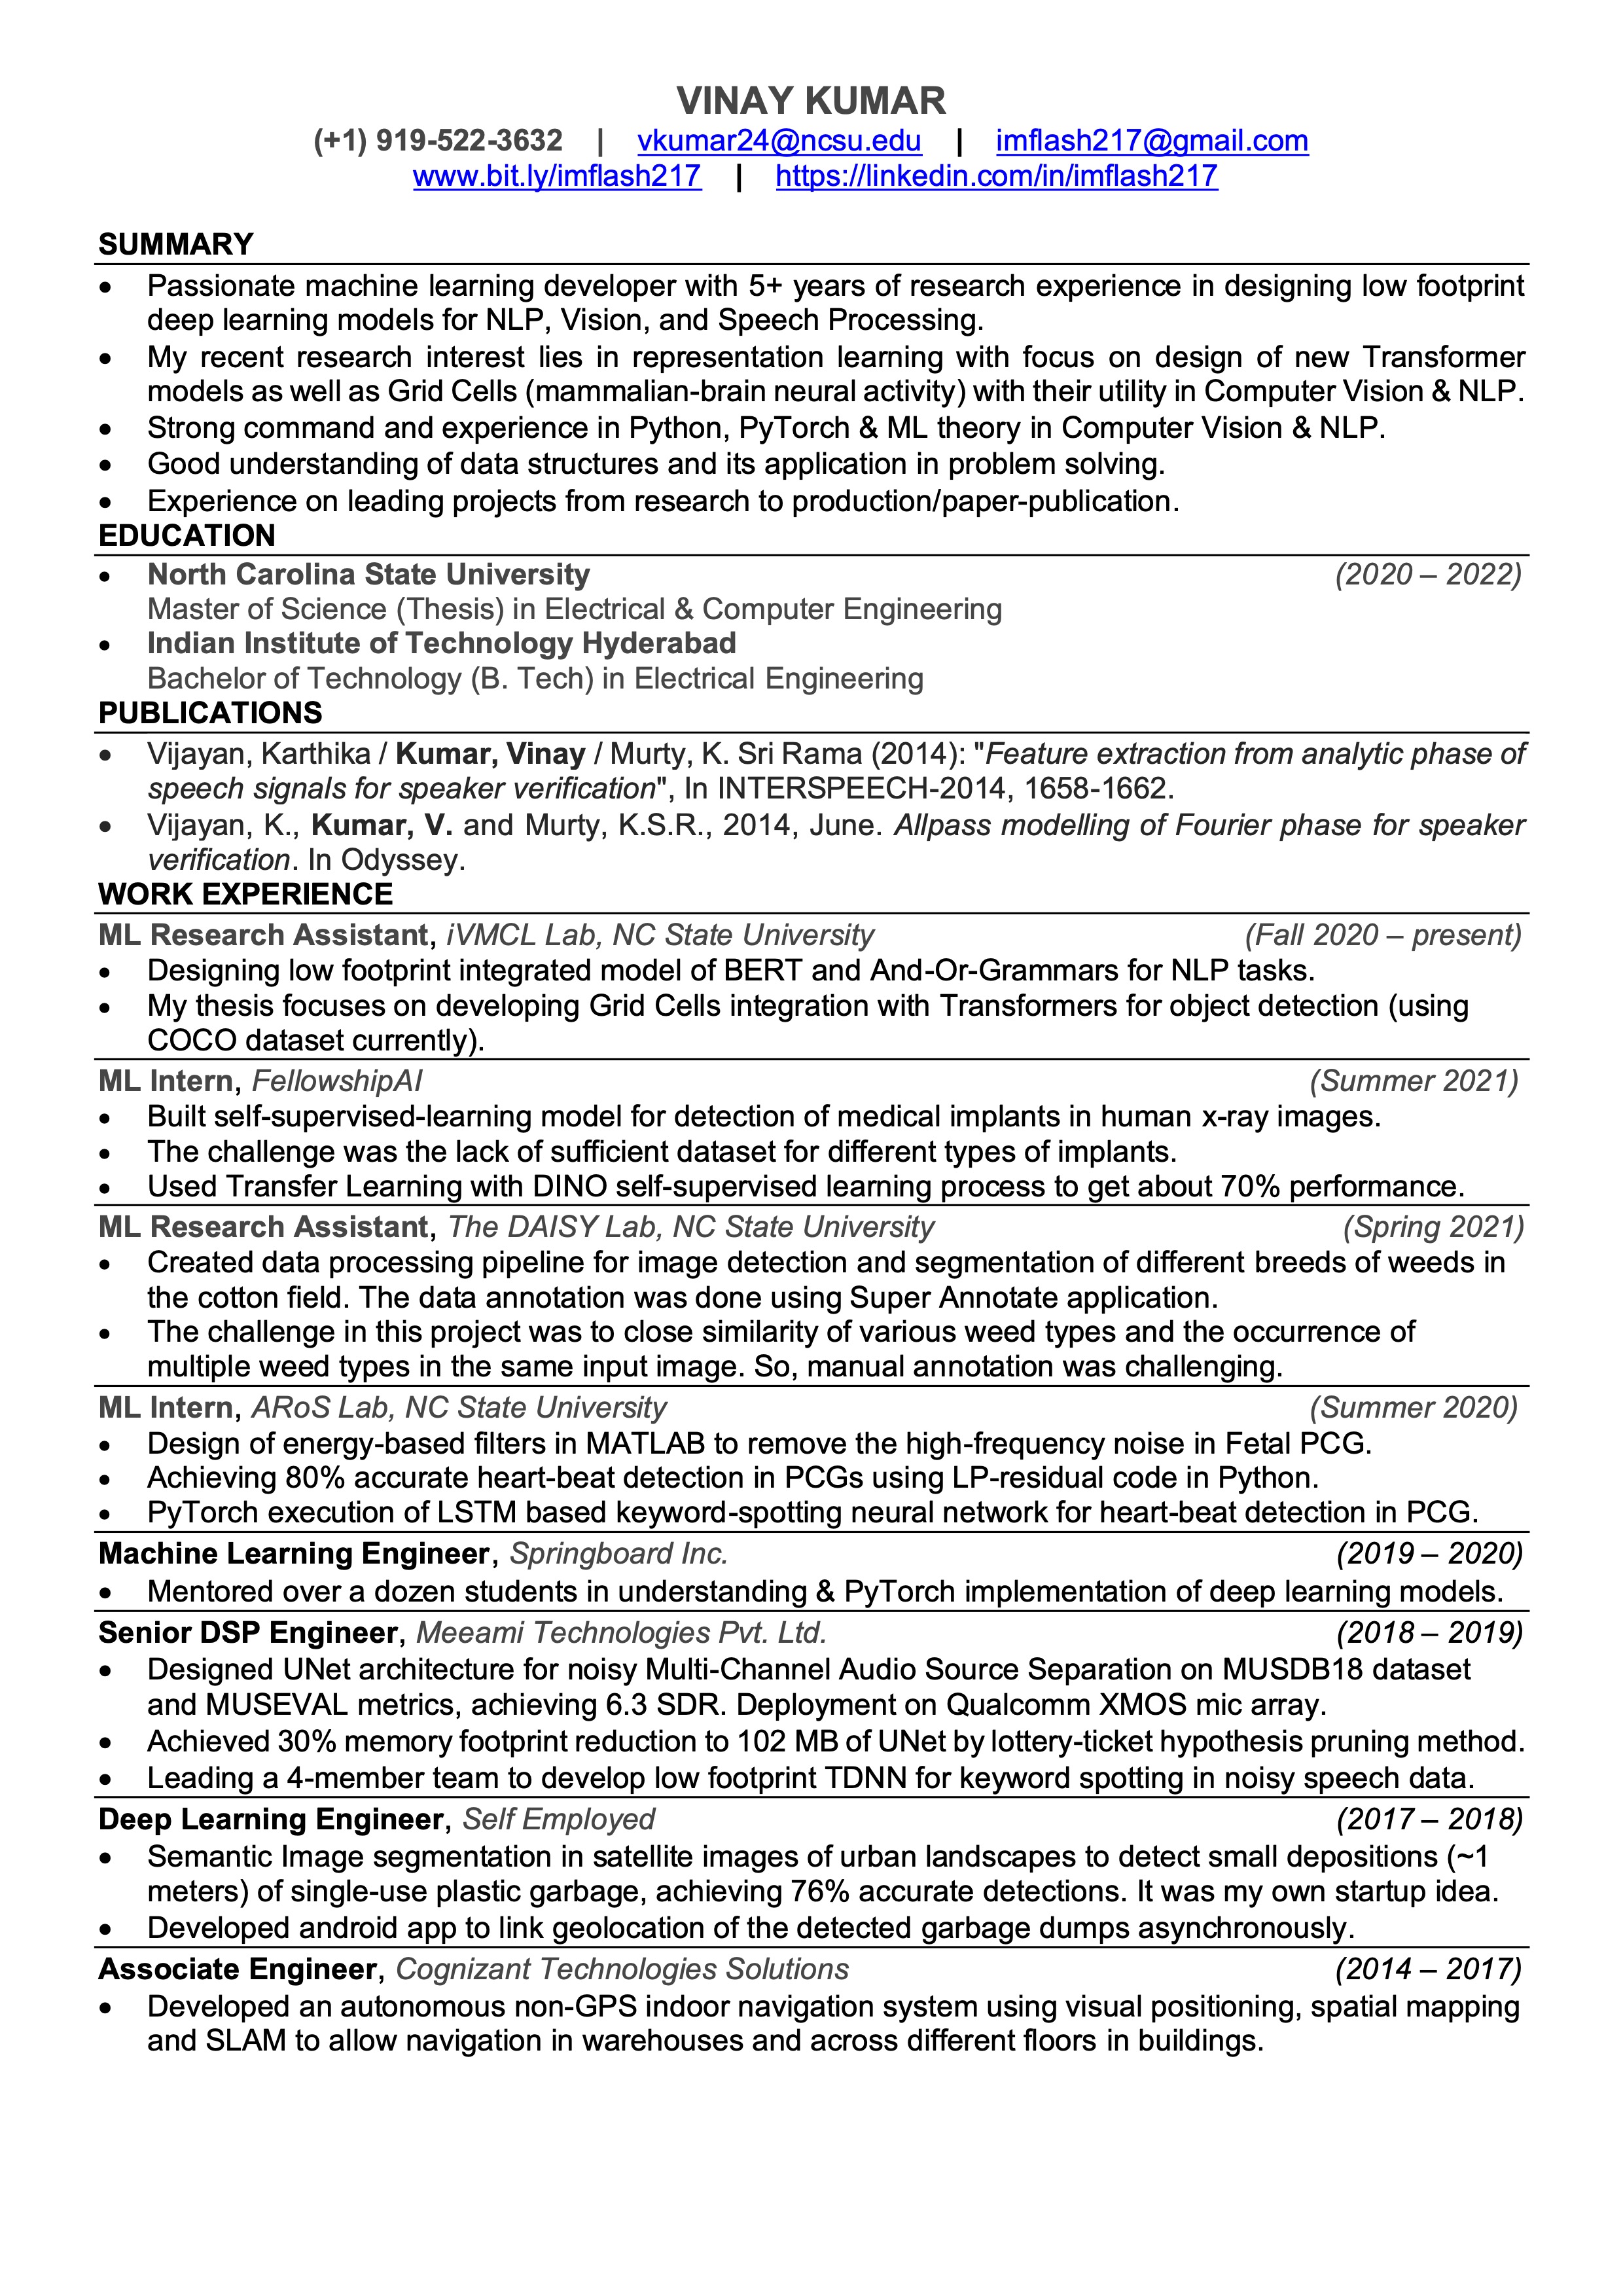 VINAY KUMAR
(+1) 919-522-3632 | vkumar24@ncsu.edu | imflash217@gmail.com
www.bit.ly/imflash217 | https://linkedin.com/in/imflash217
SUMMARY
• Passionate machine learning developer with 5+ years of research experience in designing low footprint
deep learning models for NLP, Vision, and Speech Processing.
• My recent research interest lies in representation learning with focus on design of new Transformer
models as well as Grid Cells (mammalian-brain neural activity) with their utility in Computer Vision & NLP.
• Strong command and experience in Python, PyTorch & ML theory in Computer Vision & NLP.
• Good understanding of data structures and its application in problem solving.
• Experience on leading projects from research to production/paper-publication.
EDUCATION
• North Carolina State University (2020 – 2022)
Master of Science (Thesis) in Electrical & Computer Engineering
• Indian Institute of Technology Hyderabad
Bachelor of Technology (B. Tech) in Electrical Engineering
PUBLICATIONS
• Vijayan, Karthika / Kumar, Vinay / Murty, K. Sri Rama (2014): "Feature extraction from analytic phase of
speech signals for speaker verification", In INTERSPEECH-2014, 1658-1662.
• Vijayan, K., Kumar, V. and Murty, K.S.R., 2014, June. Allpass modelling of Fourier phase for speaker
verification. In Odyssey.
WORK EXPERIENCE
ML Research Assistant, iVMCL Lab, NC State University (Fall 2020 – present)
• Designing low footprint integrated model of BERT and And-Or-Grammars for NLP tasks.
• My thesis focuses on developing Grid Cells integration with Transformers for object detection (using
COCO dataset currently).
ML Intern, FellowshipAI (Summer 2021)
• Built self-supervised-learning model for detection of medical implants in human x-ray images.
• The challenge was the lack of sufficient dataset for different types of implants.
• Used Transfer Learning with DINO self-supervised learning process to get about 70% performance.
ML Research Assistant, The DAISY Lab, NC State University (Spring 2021)
• Created data processing pipeline for image detection and segmentation of different breeds of weeds in
the cotton field. The data annotation was done using Super Annotate application.
• The challenge in this project was to close similarity of various weed types and the occurrence of
multiple weed types in the same input image. So, manual annotation was challenging.
ML Intern, ARoS Lab, NC State University (Summer 2020)
• Design of energy-based filters in MATLAB to remove the high-frequency noise in Fetal PCG.
• Achieving 80% accurate heart-beat detection in PCGs using LP-residual code in Python.
• PyTorch execution of LSTM based keyword-spotting neural network for heart-beat detection in PCG.
Machine Learning Engineer, Springboard Inc. (2019 – 2020)
• Mentored over a dozen students in understanding & PyTorch implementation of deep learning models.
Senior DSP Engineer, Meeami Technologies Pvt. Ltd. (2018 – 2019)
• Designed UNet architecture for noisy Multi-Channel Audio Source Separation on MUSDB18 dataset
and MUSEVAL metrics, achieving 6.3 SDR. Deployment on Qualcomm XMOS mic array.
• Achieved 30% memory footprint reduction to 102 MB of UNet by lottery-ticket hypothesis pruning method.
• Leading a 4-member team to develop low footprint TDNN for keyword spotting in noisy speech data.
Deep Learning Engineer, Self Employed (2017 – 2018)
• Semantic Image segmentation in satellite images of urban landscapes to detect small depositions (~1
meters) of single-use plastic garbage, achieving 76% accurate detections. It was my own startup idea.
• Developed android app to link geolocation of the detected garbage dumps asynchronously.
Associate Engineer, Cognizant Technologies Solutions (2014 – 2017)
• Developed an autonomous non-GPS indoor navigation system using visual positioning, spatial mapping
and SLAM to allow navigation in warehouses and across different floors in buildings.